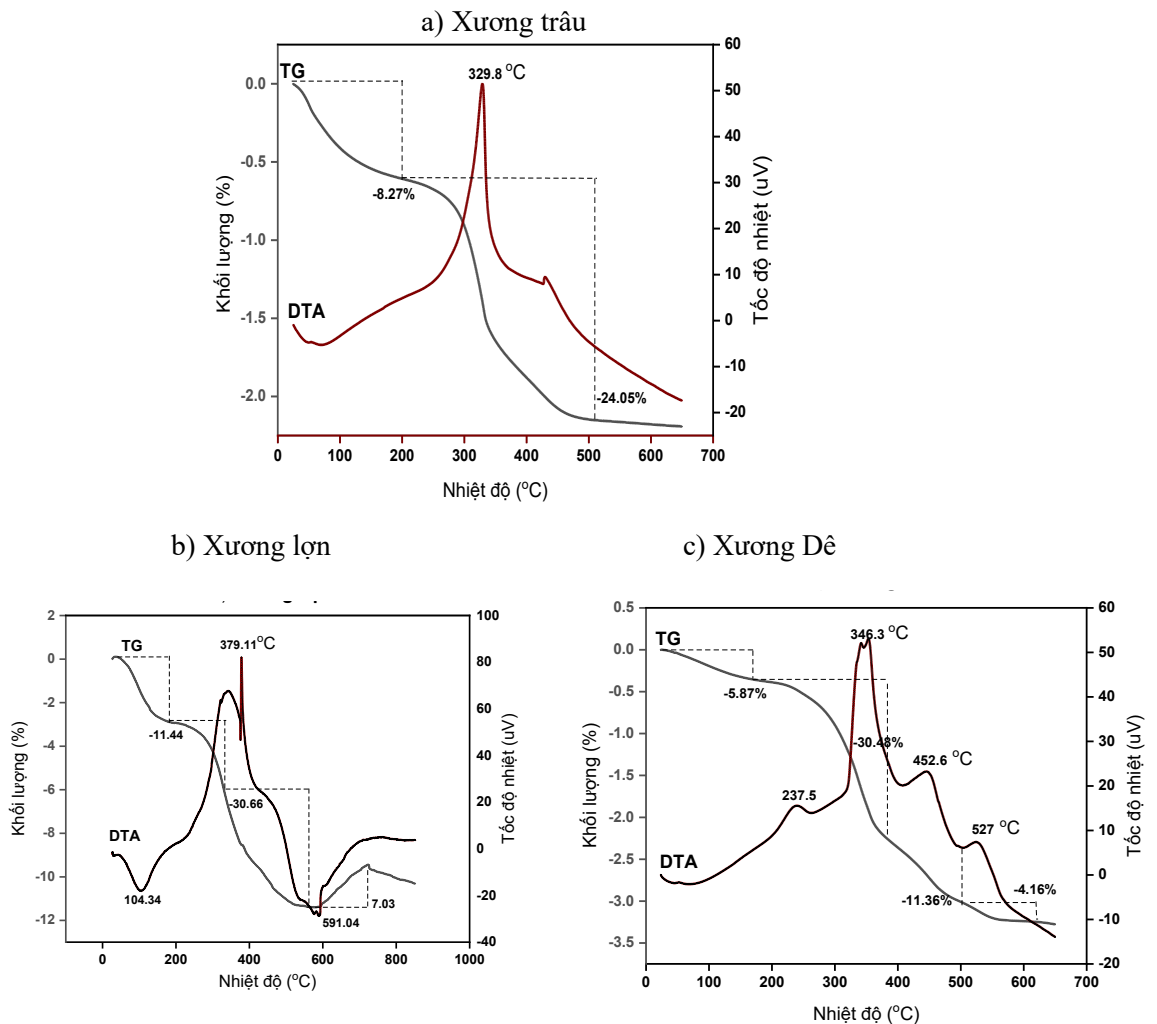 a) Xương trâu
TG
329.8 °C
-8.27%
-24.05%
DTA
0.0
-0.5
-1.0
-1.5
-2.0
Khối lượng (%)
60
50
40
30
20
10
0
-10
-20
Tốc độ nhiệt (uV)
0 100 200 300 400 500 600 700
Nhiệt độ (°C)
b) Xương lợn
TG
379.11°C
-11.44
-30.66
DTA
104.34
7.03
591.04
2
0
-2
-4
-6
-8
-10
-12
Khối lượng (%)
100
80
60
40
20
0
-20
-40
Tốc độ nhiệt (uV)
0 200 400 600 800 1000
Nhiệt độ (°C)
c) Xương Dê
TG
346.3 °C
-5.87%
-30.48%
452.6 °C
237.5
527 °C
DTA
-11.36%
-4.16%
0.5
0.0
-0.5
-1.0
-1.5
-2.0
-2.5
-3.0
-3.5
Khối lượng (%)
60
50
40
30
20
10
0
-10
-20
Tốc độ nhiệt (uV)
0 100 200 300 400 500 600 700
Nhiệt độ (°C)